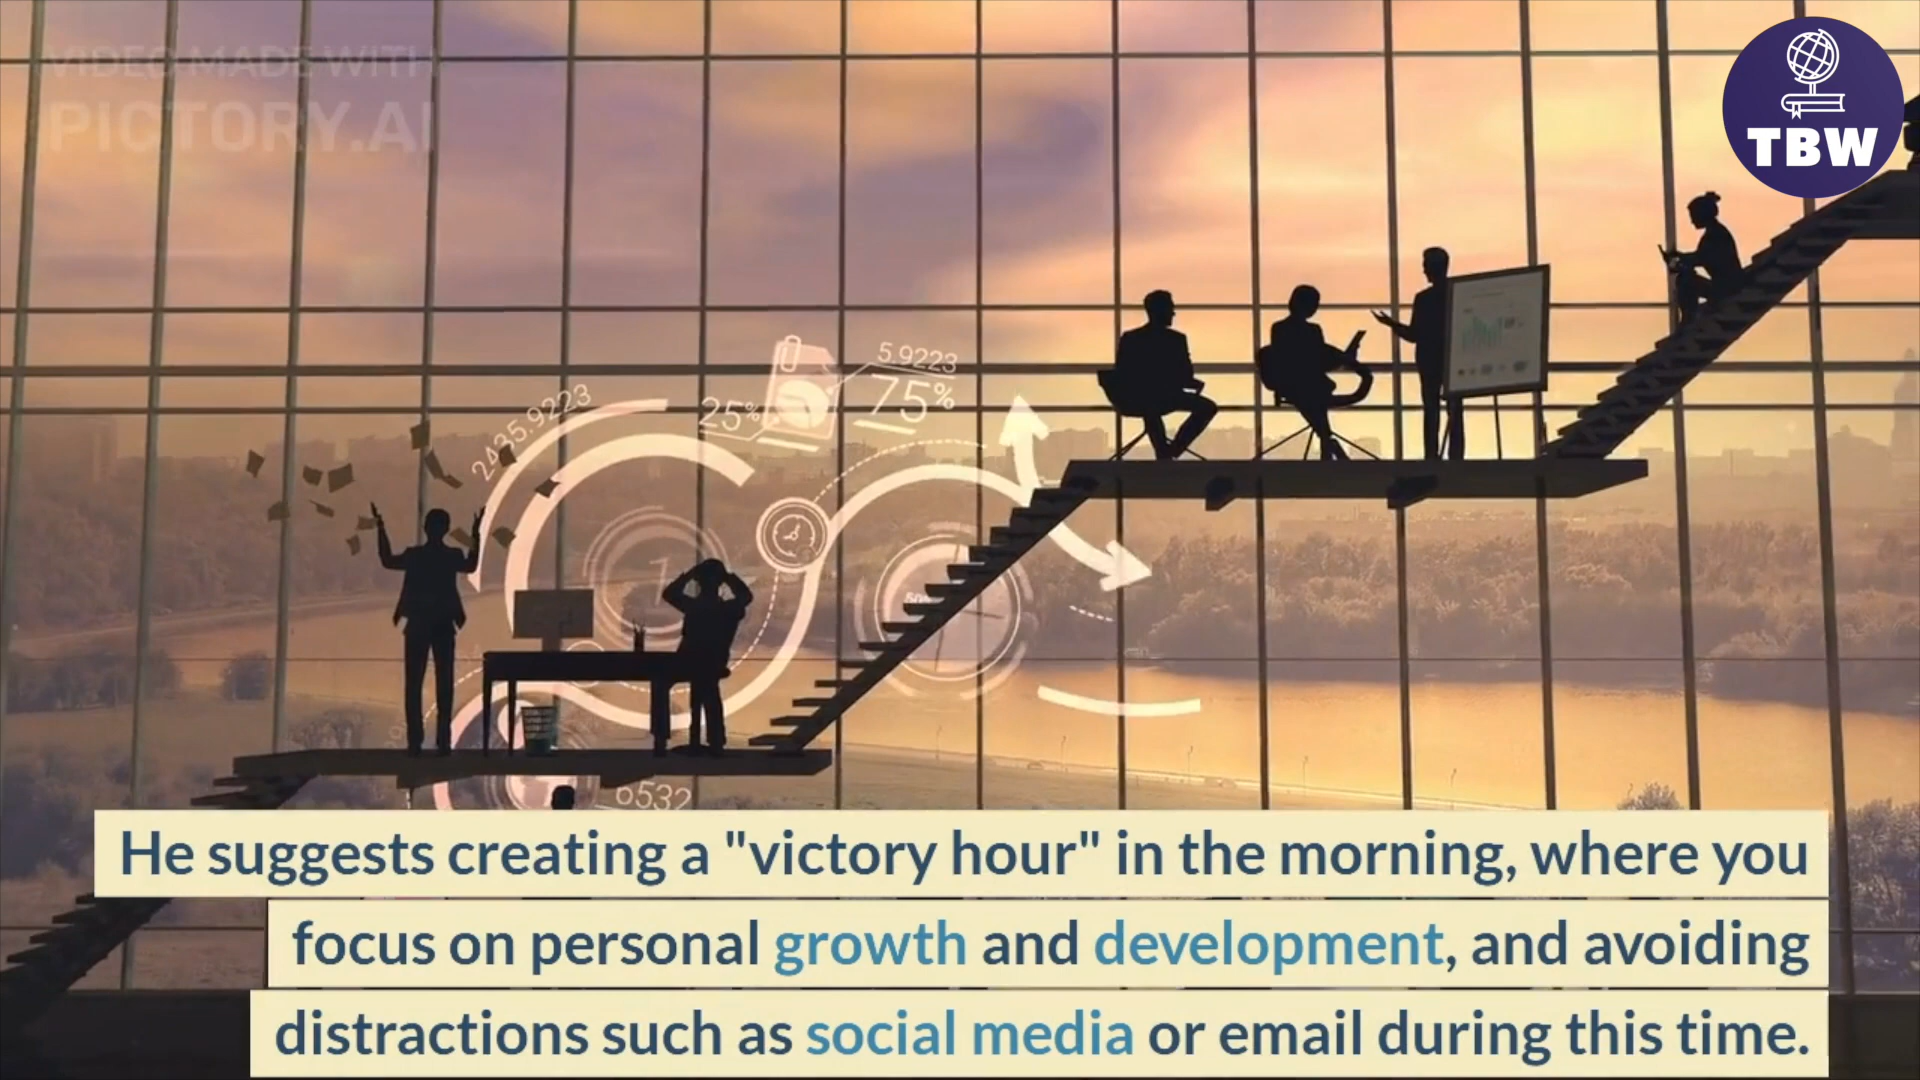 VIDEO MADE WITH
PICTORY.AI
TBW
5.9223
75%
25%
2435.9223
6532
He suggests creating a "victory hour" in the morning, where you
focus on personal growth and development, and avoiding
distractions such as social media or email during this time.